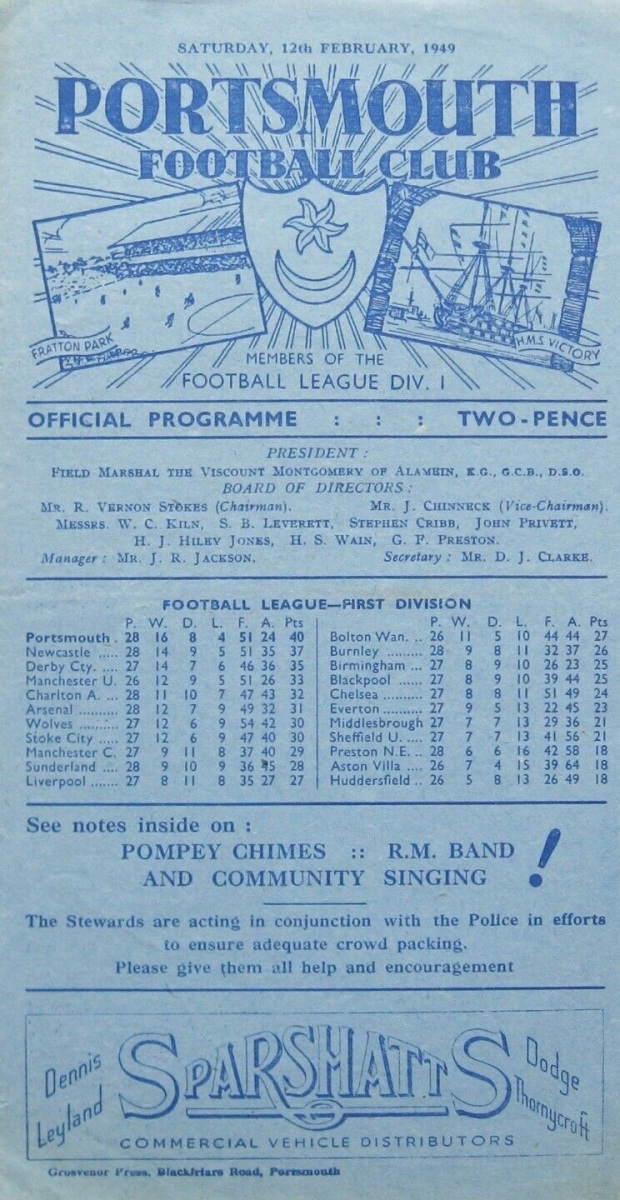 SATURDAY, 12th FEBRUARY, 1949
PORTSMOUTH
FOOTBALL CLUB
FRATTON PARK
H.M.S. VICTORY
MEMBERS OF THE
FOOTBALL LEAGUE DIV. I
OFFICIAL PROGRAMME : : : TWO-PENCE
PRESIDENT :
FIELD MARSHAL THE VISCOUNT MONTGOMERY OF ALAMEIN, K.G., G.C.B., D.S.O.
BOARD OF DIRECTORS :
MR. R. VERNON STOKES (Chairman). MR. J. CHINNECK (Vice-Chairman).
MESSRS. W. C. KILN, S. B. LEVERETT, STEPHEN CRIBB, JOHN PRIVETT,
H. J. HILEY JONES, H. S. WAIN, G. F. PRESTON.
Manager : MR. J. R. JACKSON. Secretary : MR. D. J. CLARKE.
FOOTBALL LEAGUE—FIRST DIVISION
P. W. D. L. F. A. Pts
Portsmouth . 28 16 8 4 51 24 40
Newcastle ..... 28 14 9 5 51 35 37
Derby Cty. .... 27 14 7 6 46 36 35
Manchester U. 26 12 9 5 51 26 33
Charlton A. ... 28 11 10 7 47 43 32
Arsenal .......... 28 12 7 9 49 32 31
Wolves .......... 27 12 6 9 54 42 30
Stoke City ..... 27 12 6 9 47 40 30
Manchester C. 27 9 11 8 37 40 29
Sunderland .... 28 9 10 9 36 45 28
Liverpool ....... 27 8 11 8 35 27 27
P. W. D. L. F. A. Pts
Bolton Wan. .. 26 11 5 10 44 44 27
Burnley .......... 28 9 8 11 32 37 26
Birmingham ... 27 8 9 10 26 23 25
Blackpool ...... 26 8 9 10 39 44 25
Chelsea .......... 27 8 8 11 51 49 24
Everton .......... 27 9 5 13 22 45 23
Middlesbrough 27 7 7 13 29 36 21
Sheffield U. .... 27 7 7 13 41 56 21
Preston N.E. .. 28 6 6 16 42 58 18
Aston Villa .... 26 7 4 15 39 64 18
Huddersfield .. 26 5 8 13 26 49 18
See notes inside on :
POMPEY CHIMES :: R.M. BAND
AND COMMUNITY SINGING !
The Stewards are acting in conjunction with the Police in efforts
to ensure adequate crowd packing.
Please give them all help and encouragement
Dennis
Leyland
SPARSHATTS
Dodge
Thornycroft
COMMERCIAL VEHICLE DISTRIBUTORS
Grosvenor Press, Blackfriars Road, Portsmouth